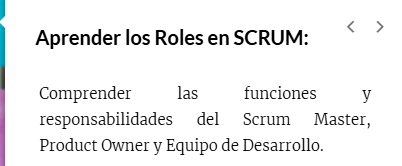 Aprender los Roles en SCRUM:
Comprender las funciones y
responsabilidades del Scrum Master,
Product Owner y Equipo de Desarrollo.